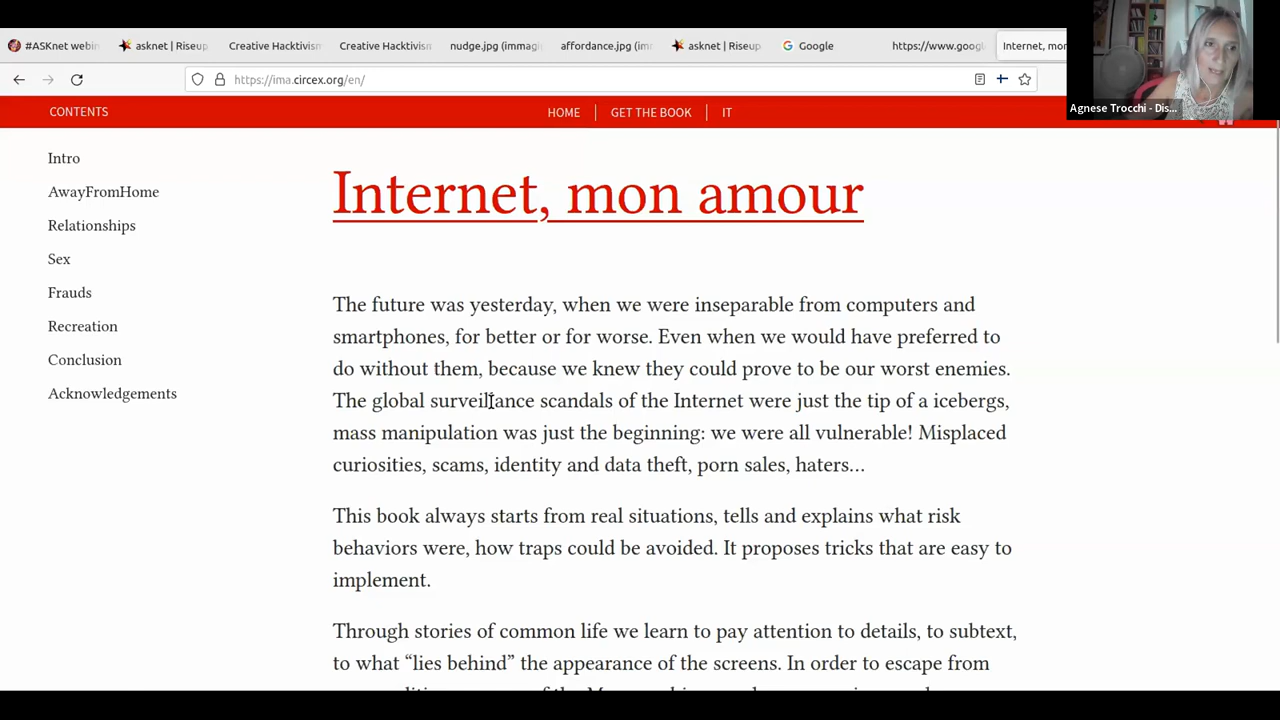 #ASKnet webin
asknet | Riseup
Creative Hacktivism
Creative Hacktivism
nudge.jpg (immagi
affordance.jpg (im
asknet | Riseup
Google
https://www.googl
Internet, mon
https://ima.circex.org/en/
Agnese Trocchi - Dis...
CONTENTS
HOME
GET THE BOOK
IT
Intro
AwayFromHome
Relationships
Sex
Frauds
Recreation
Conclusion
Acknowledgements
Internet, mon amour
The future was yesterday, when we were inseparable from computers and
smartphones, for better or for worse. Even when we would have preferred to
do without them, because we knew they could prove to be our worst enemies.
The global surveillance scandals of the Internet were just the tip of a icebergs,
mass manipulation was just the beginning: we were all vulnerable! Misplaced
curiosities, scams, identity and data theft, porn sales, haters…
This book always starts from real situations, tells and explains what risk
behaviors were, how traps could be avoided. It proposes tricks that are easy to
implement.
Through stories of common life we learn to pay attention to details, to subtext,
to what “lies behind” the appearance of the screens. In order to escape from